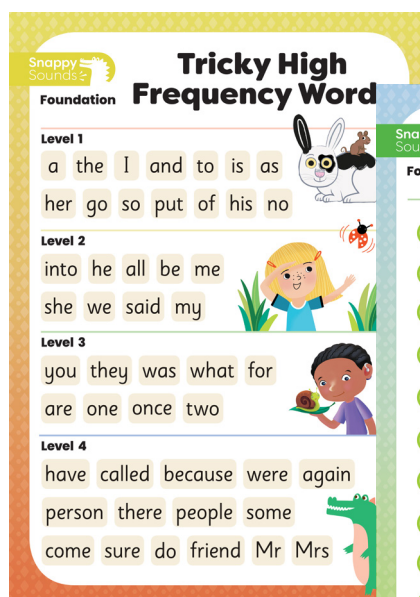 Snappy
Sounds
Foundation
Tricky High
Frequency Word
Level 1
a the I and to is as
her go so put of his no
Level 2
into he all be me
she we said my
Level 3
you they was what for
are one once two
Level 4
have called because were again
person there people some
come sure do friend Mr Mrs
Sna
Sou
Fo